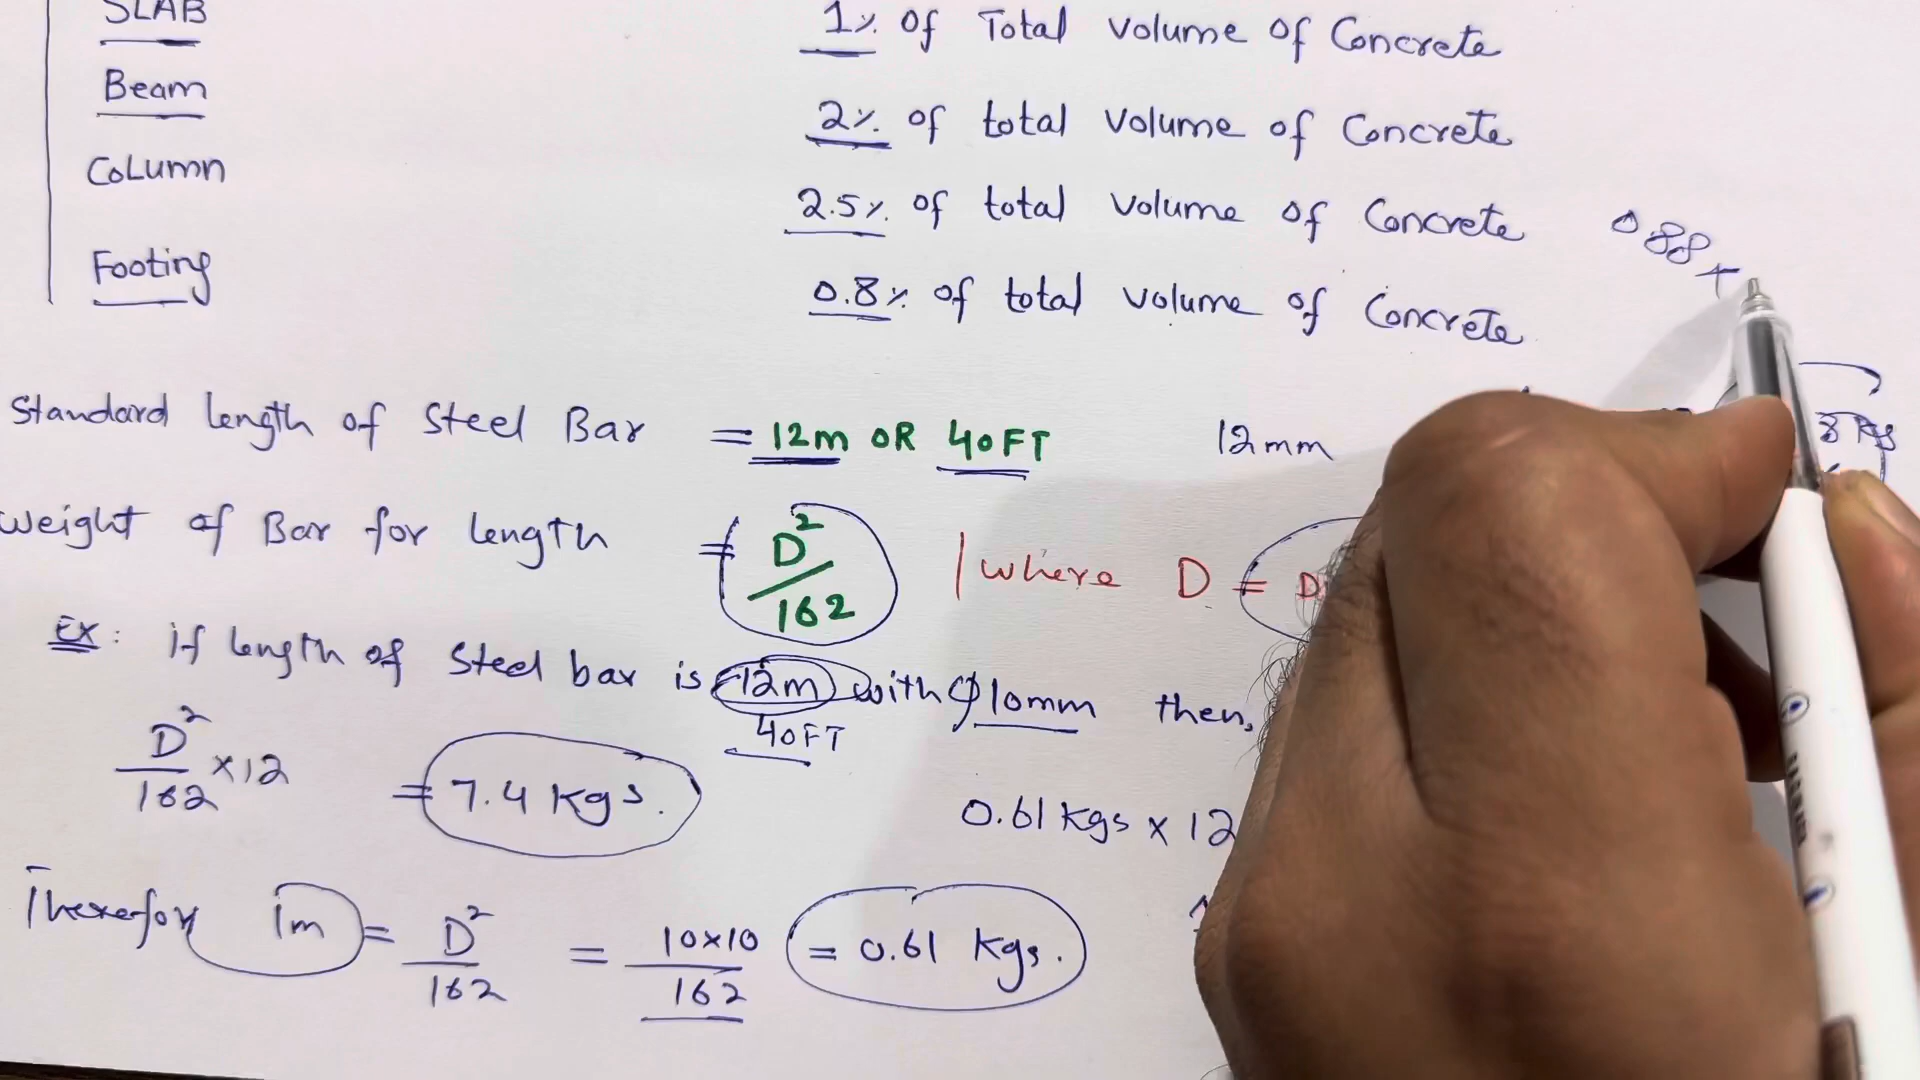 SLAB 1% of Total volume of Concrete
Beam 2% of total volume of Concrete
CoLumn 2.5% of total volume of Concrete
0.88 ×
Footing 0.8% of total volume of Concrete
Standard length of Steel Bar = 12m OR 40FT 12mm
Weight of Bar for length = D²/162 | where D =
Ex: if length of Steel bar is 12m with φ 10mm then,
40FT
D²/162 ×12 = 7.4 Kgs.
0.61 Kgs × 12
Therefor 1m = D²/162 = 10×10/162 = 0.61 Kgs.